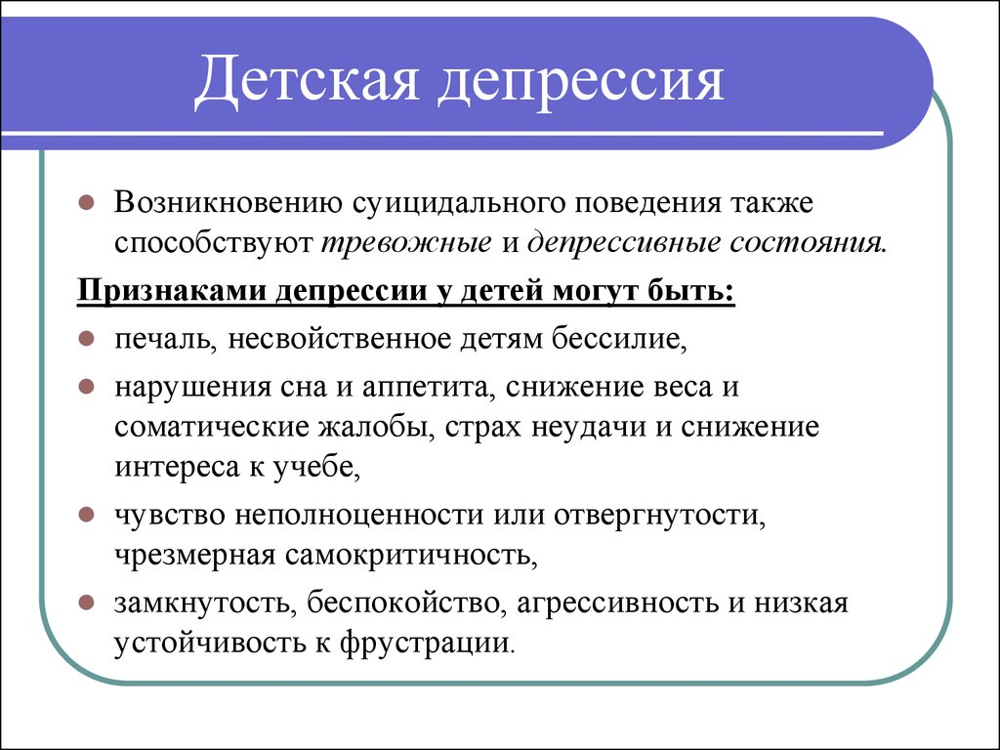 Детская депрессия
Возникновению суицидального поведения также
способствуют тревожные и депрессивные состояния.
Признаками депрессии у детей могут быть:
печаль, несвойственное детям бессилие,
нарушения сна и аппетита, снижение веса и
соматические жалобы, страх неудачи и снижение
интереса к учебе,
чувство неполноценности или отвергнутости,
чрезмерная самокритичность,
замкнутость, беспокойство, агрессивность и низкая
устойчивость к фрустрации.